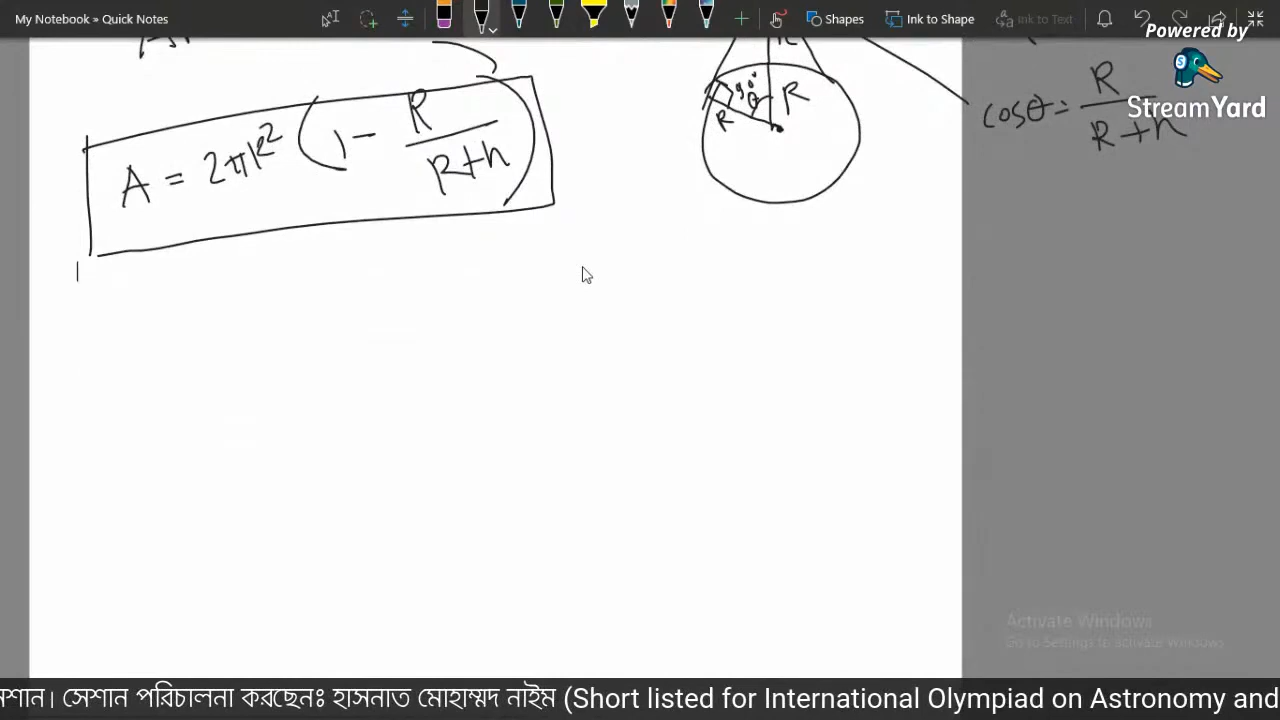 My Notebook » Quick Notes
Shapes
Ink to Shape
Ink to Text
Powered by
StreamYard
A = 2πR² (1 - R/(R+h))
90°
θ
R
R
cosθ = R/(R+h)
Activate Windows
Go to Settings to activate Windows
সেশান পরিচালনা করছেনঃ হাসনাত মোহাম্মদ নাইম (Short listed for International Olympiad on Astronomy and